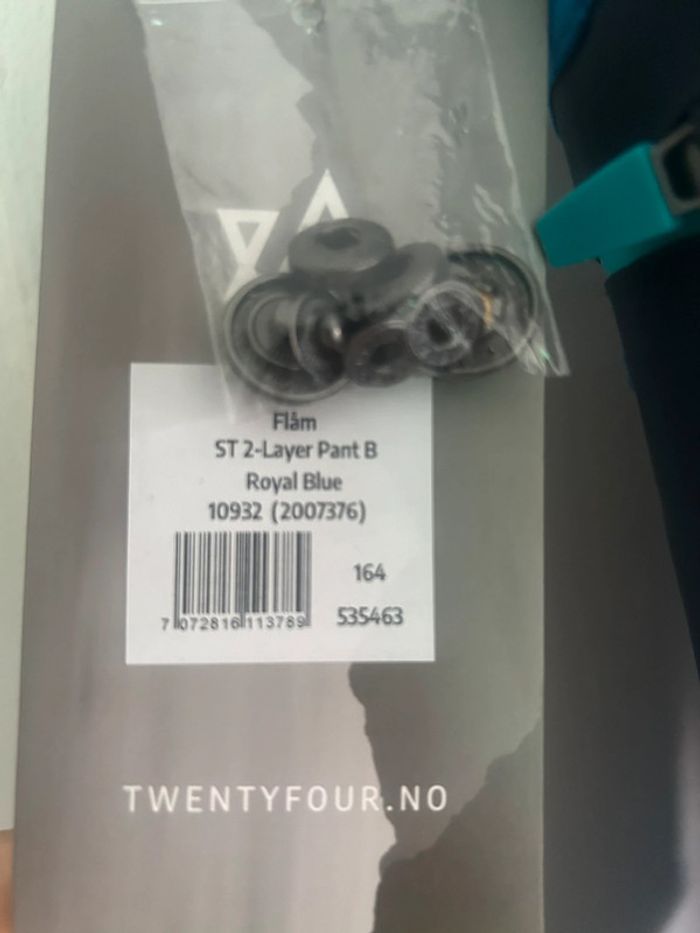 Flåm
ST 2-Layer Pant B
Royal Blue
10932 (2007376)
164
7 072816 113789
535463
TWENTYFOUR.NO